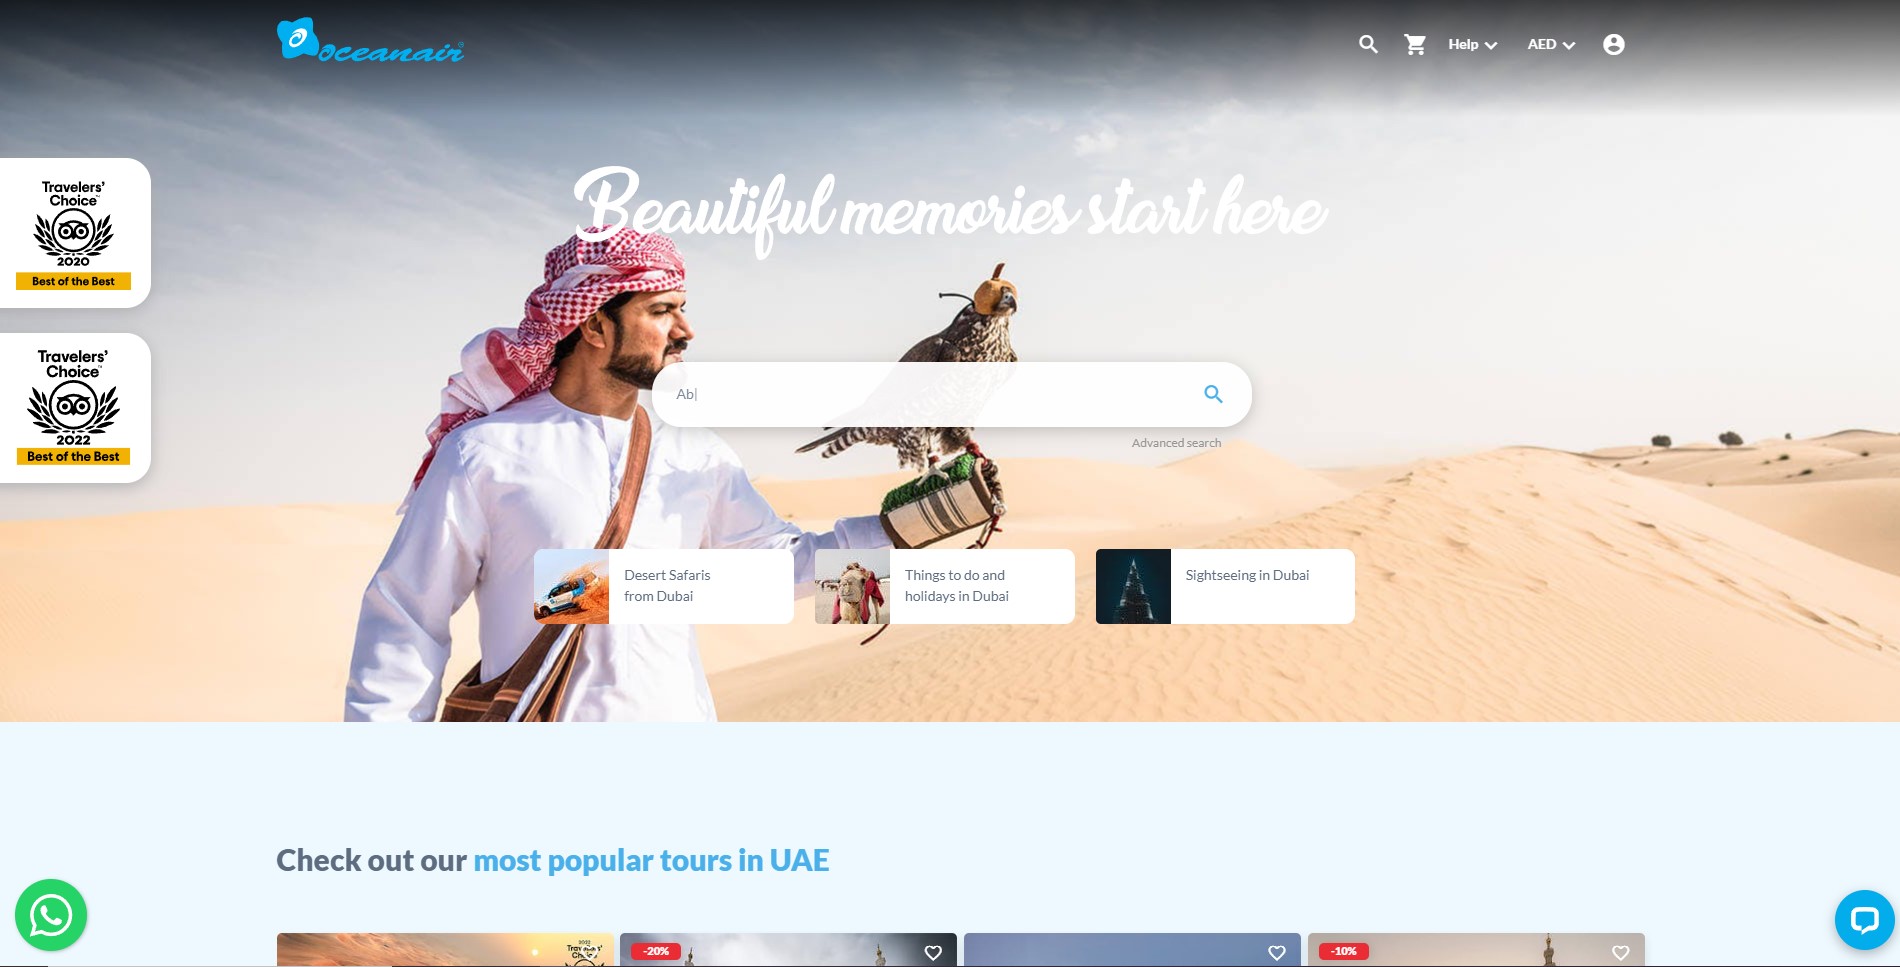 oceanair
Help
AED
Travelers'
Choice
2020
Best of the Best
Travelers'
Choice
2022
Best of the Best
Beautiful memories start here
Ab
Advanced search
Desert Safaris
from Dubai
Things to do and
holidays in Dubai
Sightseeing in Dubai
Check out our most popular tours in UAE
-20%
-10%